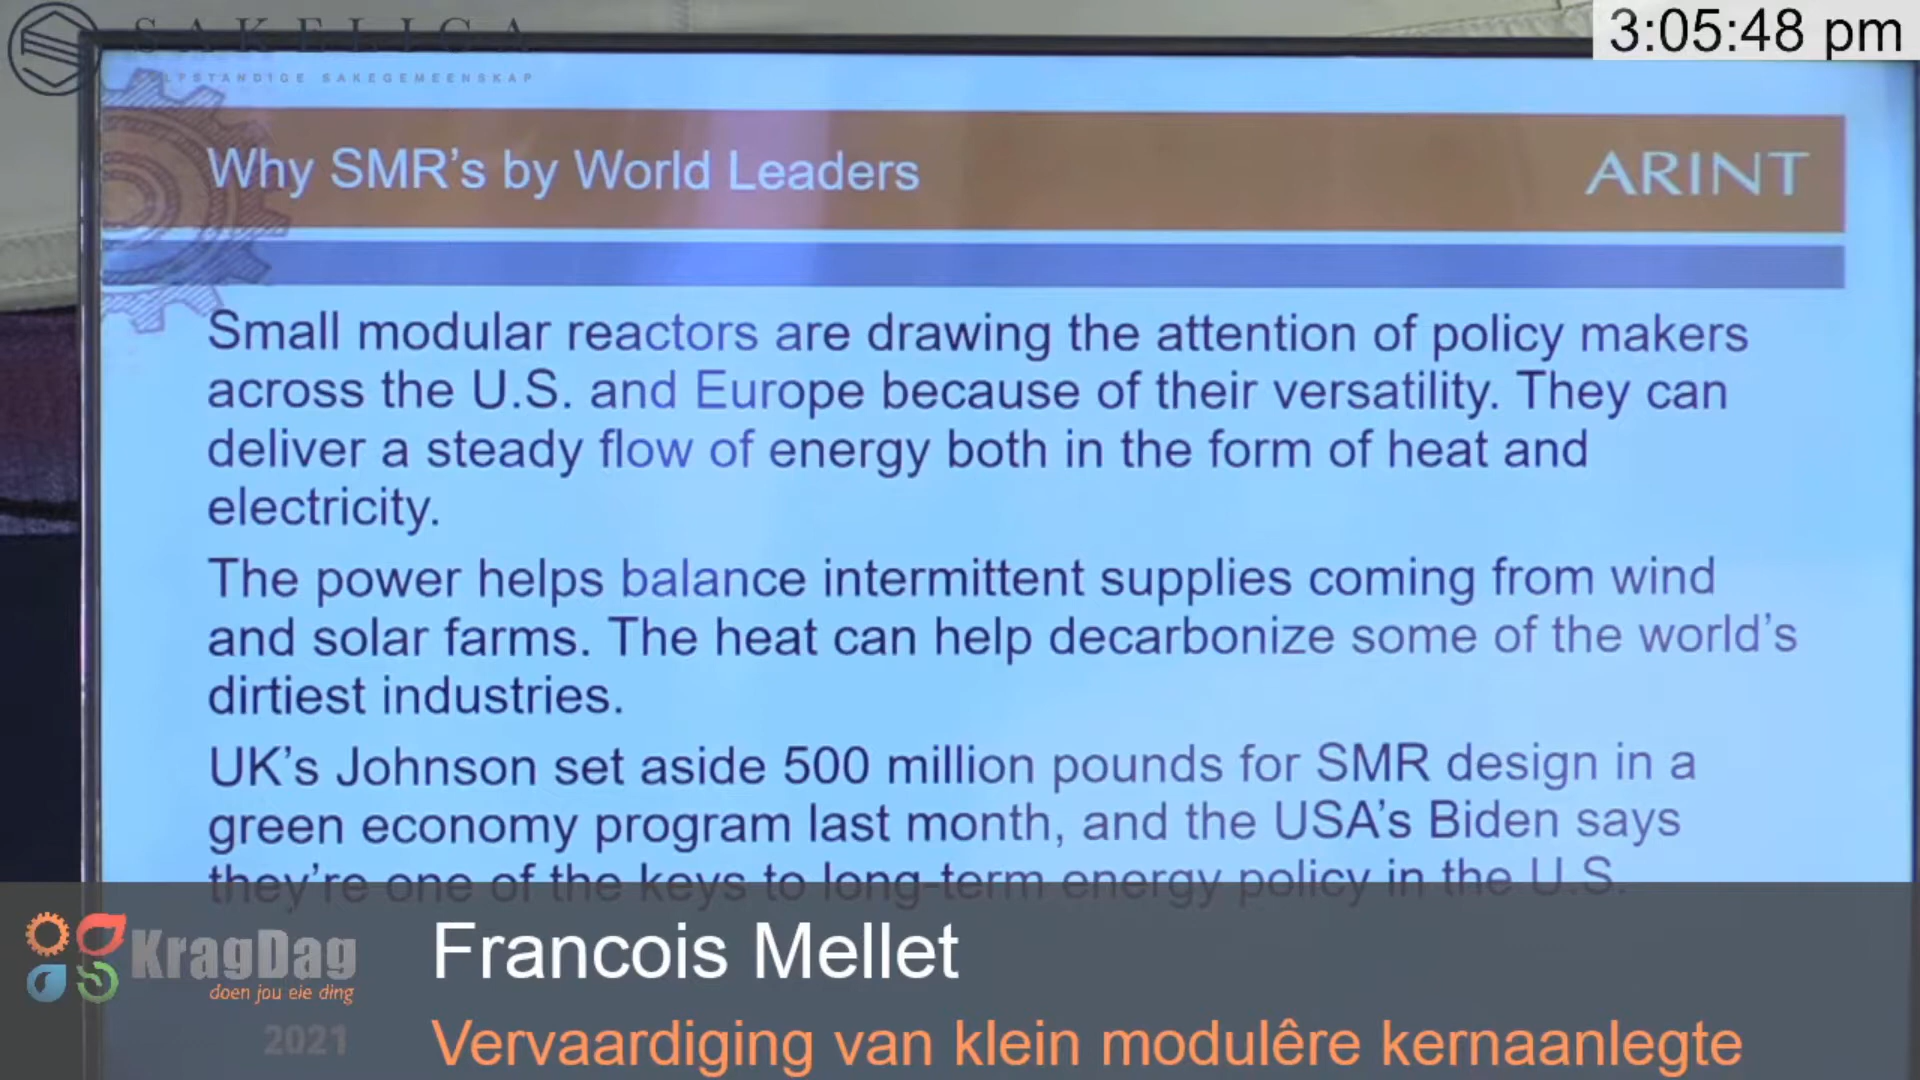 SAKELIGA
3:05:48 pm
SAKEGEMEENSKAP
Why SMR's by World Leaders
ARINT
Small modular reactors are drawing the attention of policy makers
across the U.S. and Europe because of their versatility. They can
deliver a steady flow of energy both in the form of heat and
electricity.
The power helps balance intermittent supplies coming from wind
and solar farms. The heat can help decarbonize some of the world's
dirtiest industries.
UK's Johnson set aside 500 million pounds for SMR design in a
green economy program last month, and the USA's Biden says
they're one of the keys to long-term energy policy in the U.S.
KragDag
doen jou eie ding
2021
Francois Mellet
Vervaardiging van klein modulêre kernaanlegte